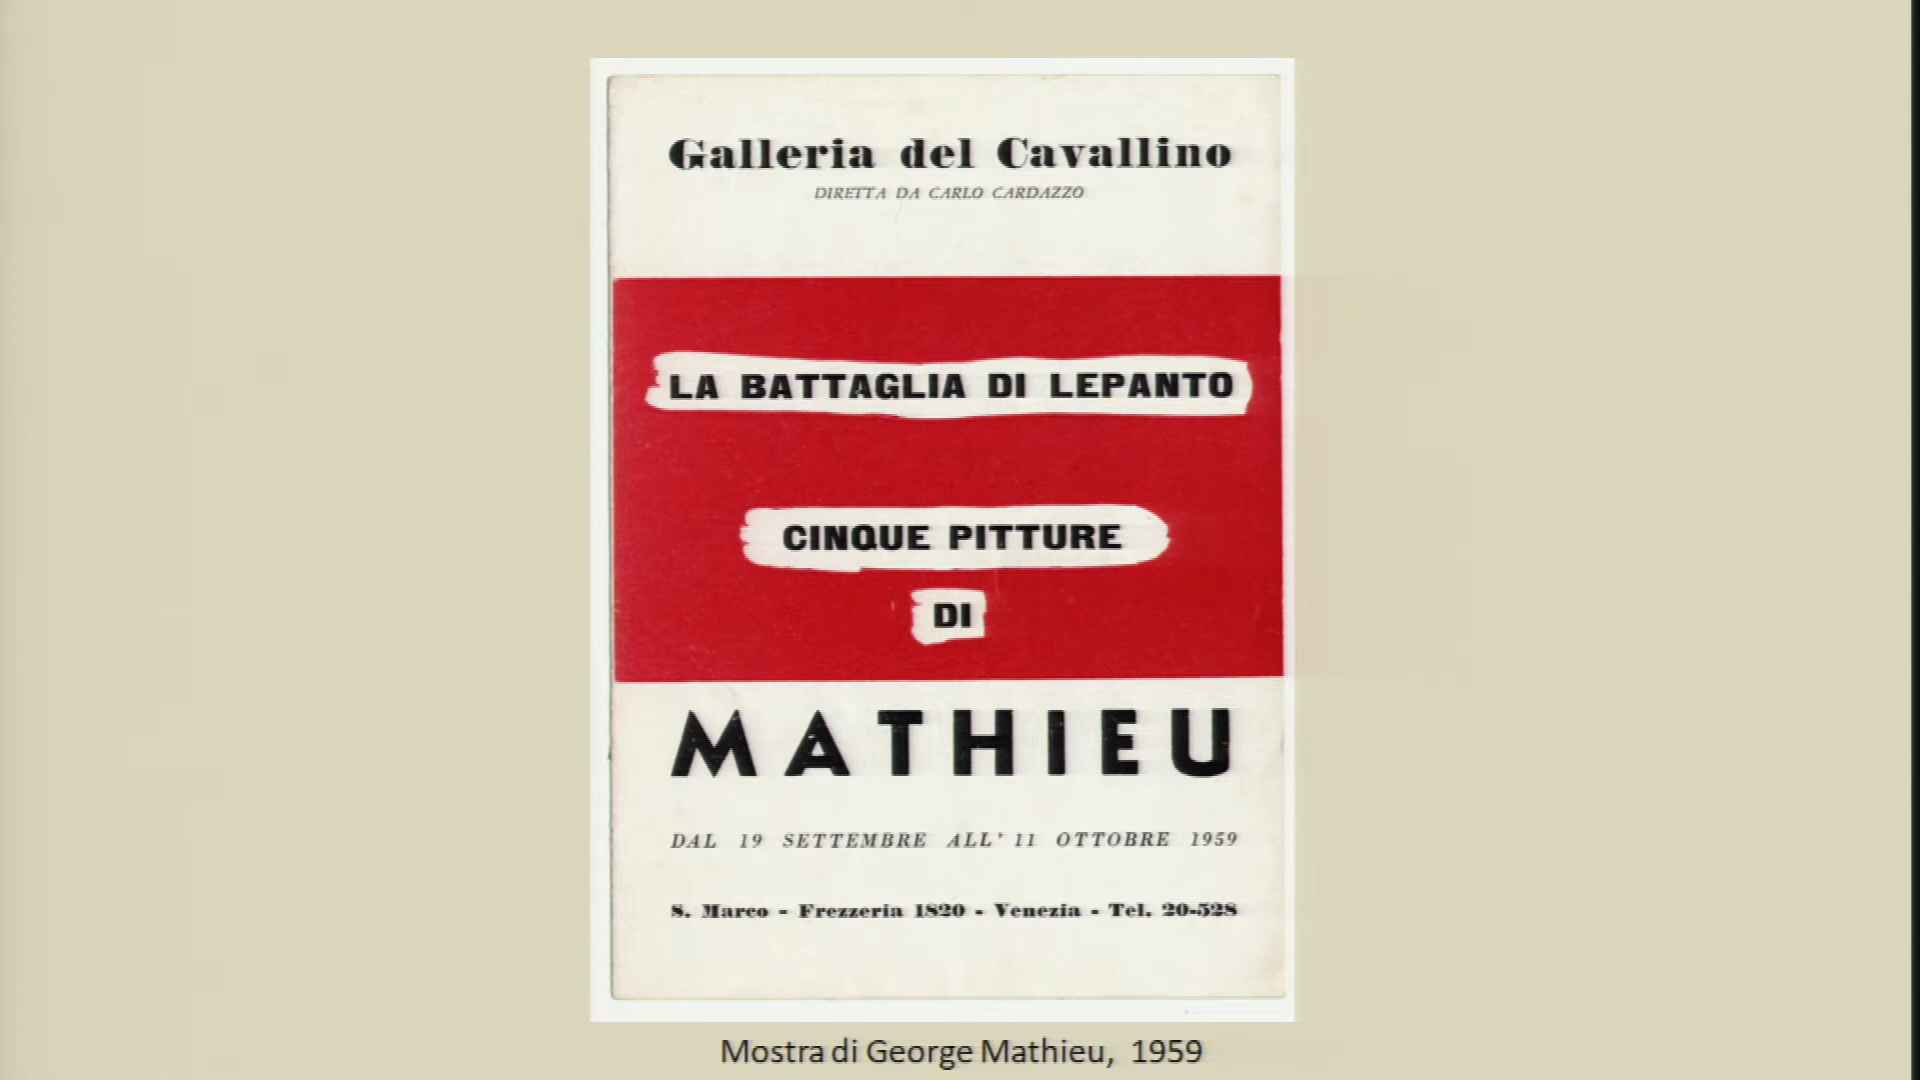 Galleria del Cavallino
DIRETTA DA CARLO CARDAZZO
LA BATTAGLIA DI LEPANTO
CINQUE PITTURE
DI
MATHIEU
DAL 19 SETTEMBRE ALL' 11 OTTOBRE 1959
S. Marco - Frezzeria 1820 - Venezia - Tel. 20-528
Mostra di George Mathieu, 1959